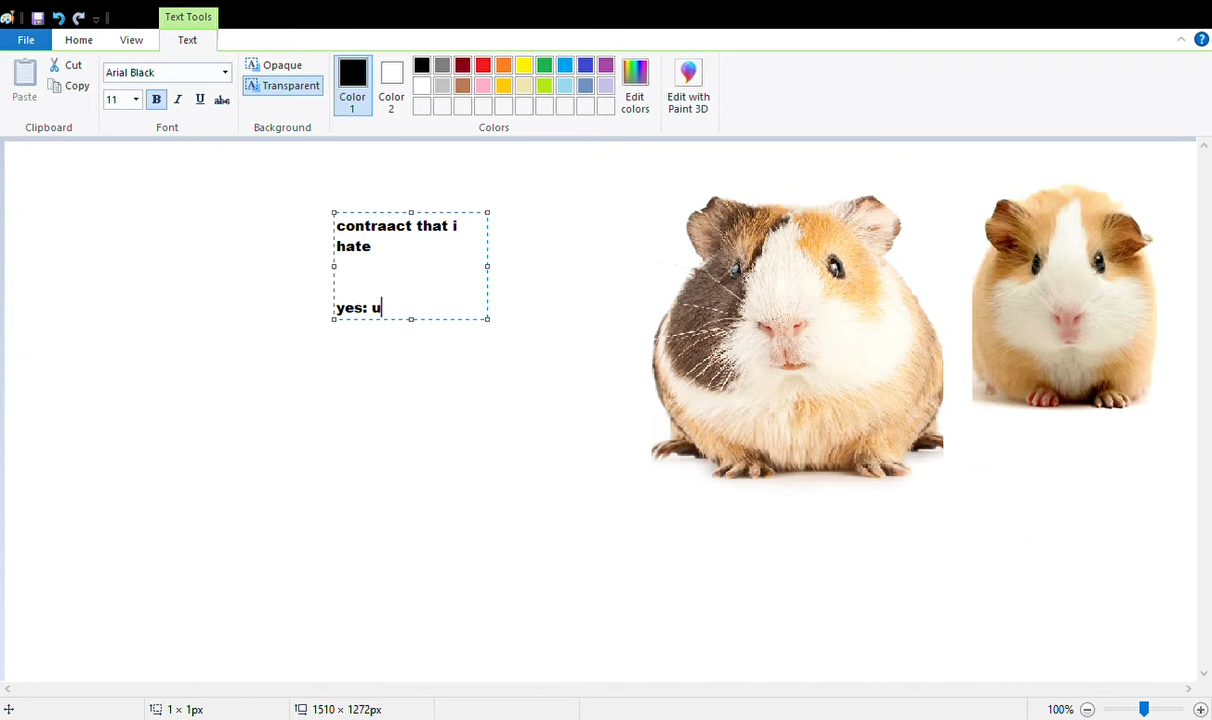 Text Tools
File Home View Text
Paste Cut Copy
Clipboard
Arial Black
11 B I U abc
Font
Opaque
Transparent
Background
Color 1 Color 2
Edit colors
Colors
Edit with Paint 3D
contraact that i
hate
yes: u
1 × 1px 1510 × 1272px 100%